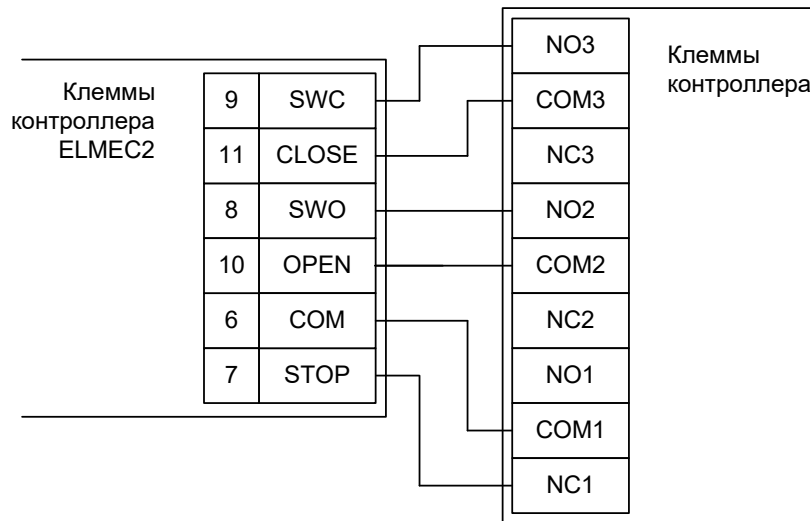 Клеммы
контроллера
ELMEC2
9 SWC
11 CLOSE
8 SWO
10 OPEN
6 COM
7 STOP
NO3
COM3
NC3
NO2
COM2
NC2
NO1
COM1
NC1
Клеммы
контроллера